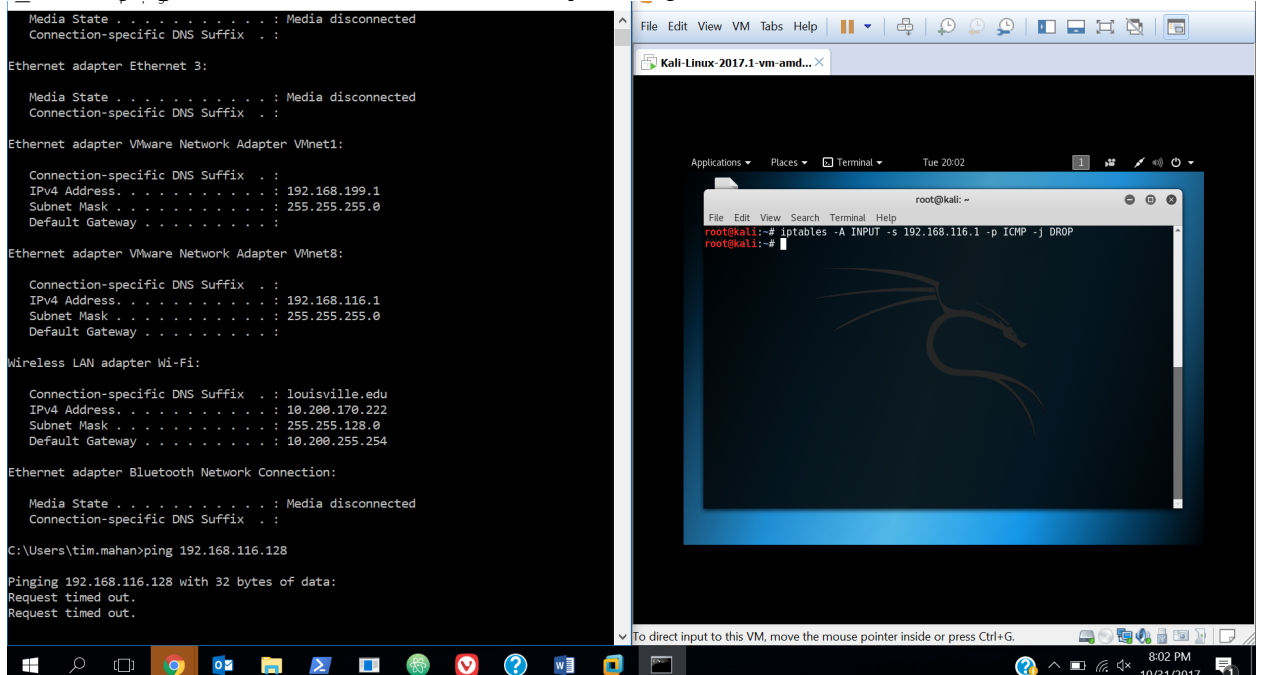 Media State . . . . . . . . . . . : Media disconnected
Connection-specific DNS Suffix  . :
Ethernet adapter Ethernet 3:
Media State . . . . . . . . . . . : Media disconnected
Connection-specific DNS Suffix  . :
Ethernet adapter VMware Network Adapter VMnet1:
Connection-specific DNS Suffix  . :
IPv4 Address. . . . . . . . . . . : 192.168.199.1
Subnet Mask . . . . . . . . . . . : 255.255.255.0
Default Gateway . . . . . . . . . :
Ethernet adapter VMware Network Adapter VMnet8:
Connection-specific DNS Suffix  . :
IPv4 Address. . . . . . . . . . . : 192.168.116.1
Subnet Mask . . . . . . . . . . . : 255.255.255.0
Default Gateway . . . . . . . . . :
Wireless LAN adapter Wi-Fi:
Connection-specific DNS Suffix  . : louisville.edu
IPv4 Address. . . . . . . . . . . : 10.200.170.222
Subnet Mask . . . . . . . . . . . : 255.255.128.0
Default Gateway . . . . . . . . . : 10.200.255.254
Ethernet adapter Bluetooth Network Connection:
Media State . . . . . . . . . . . : Media disconnected
Connection-specific DNS Suffix  . :
C:\Users\tim.mahan>ping 192.168.116.128
Pinging 192.168.116.128 with 32 bytes of data:
Request timed out.
Request timed out.
File Edit View VM Tabs Help
Kali-Linux-2017.1-vm-amd...
Applications Places Terminal Tue 20:02 1
root@kali: ~
File Edit View Search Terminal Help
root@kali:~# iptables -A INPUT -s 192.168.116.1 -p ICMP -j DROP
root@kali:~#
To direct input to this VM, move the mouse pointer inside or press Ctrl+G.
8:02 PM
10/31/2017